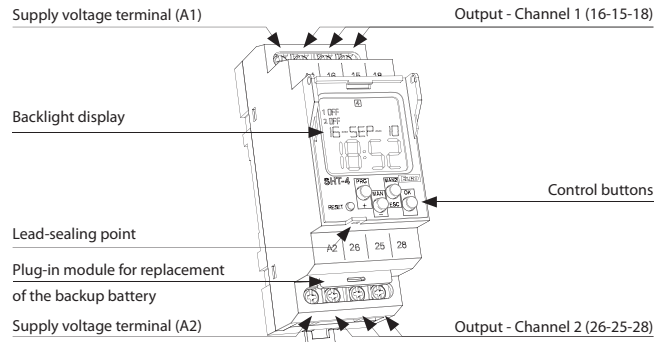 Supply voltage terminal (A1)
Output - Channel 1 (16-15-18)
16 15 18
Backlight display
4
1 OFF
2 OFF
16-SEP-10
18:52
SHT-4
PRG
+
MAN1
-
MAN2
ESC
OK
RESET
Control buttons
Lead-sealing point
A2 26 25 28
Plug-in module for replacement
of the backup battery
Supply voltage terminal (A2)
Output - Channel 2 (26-25-28)